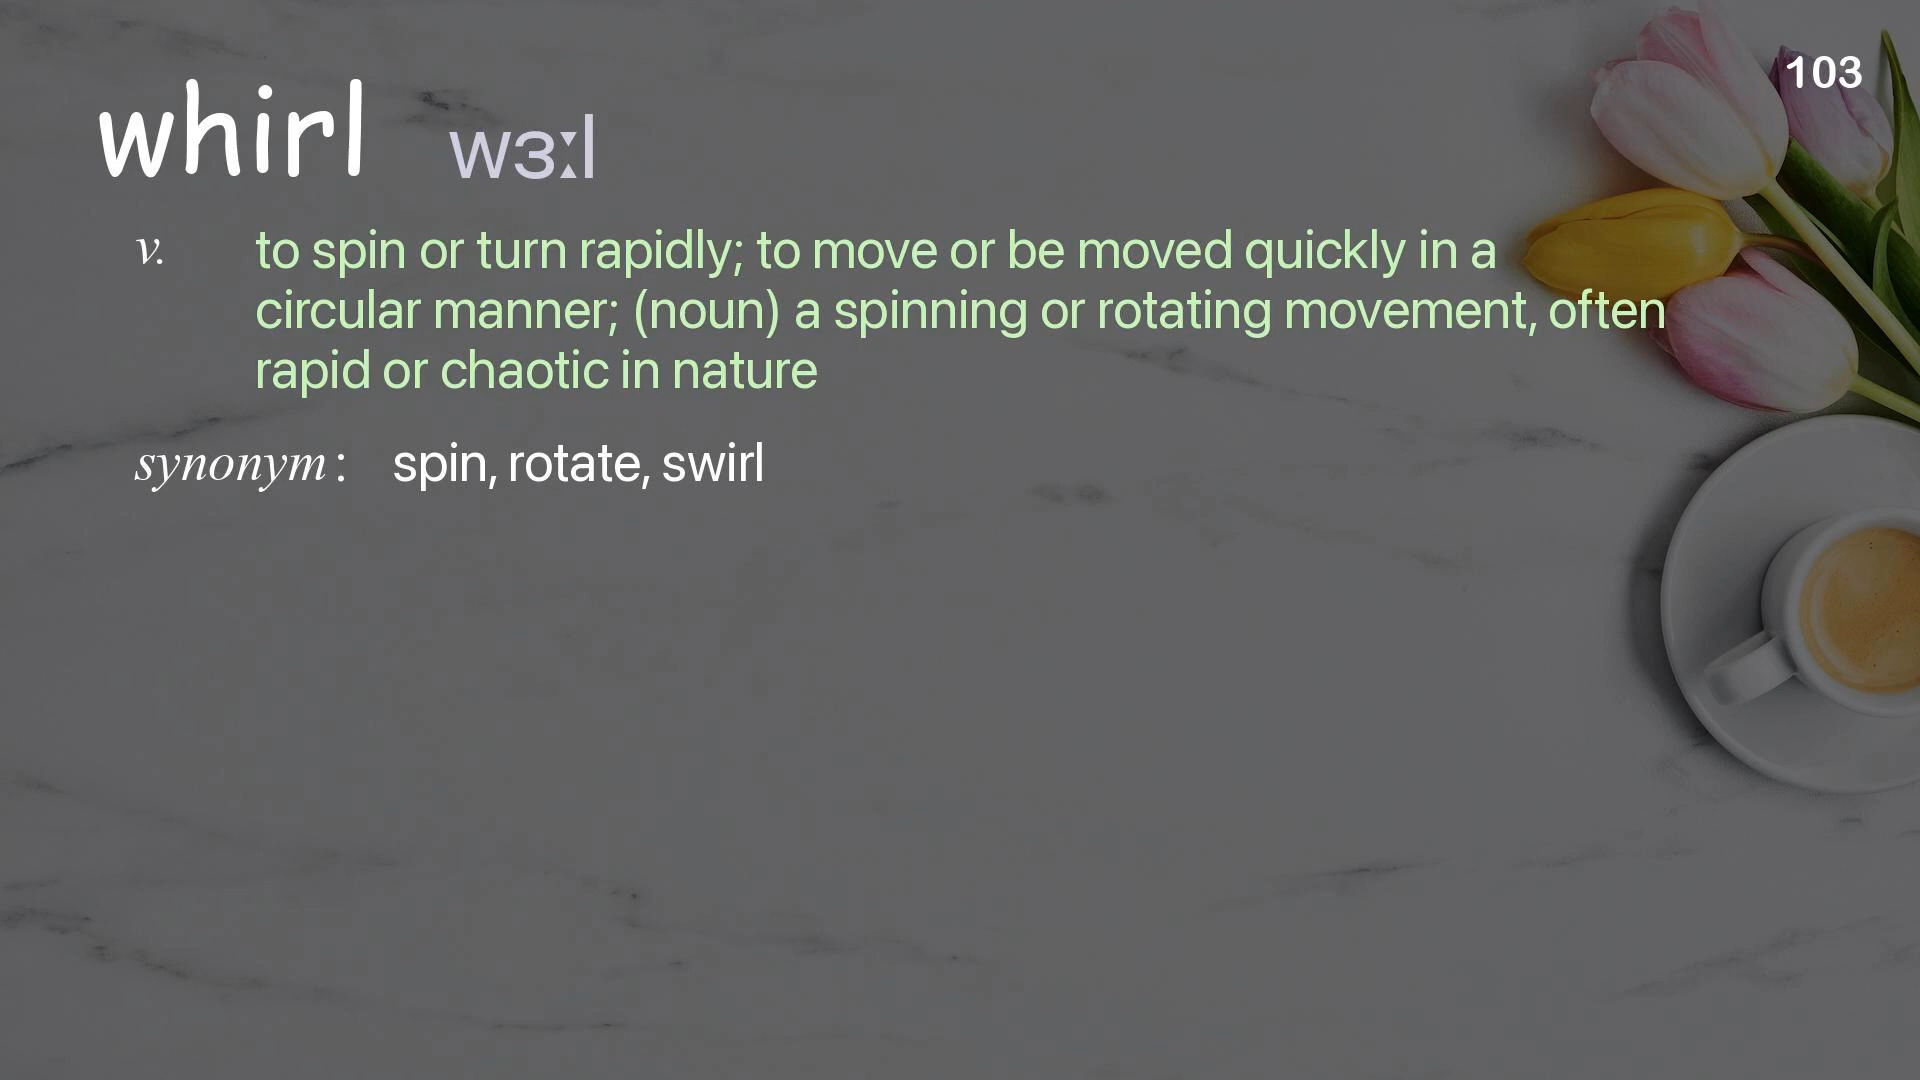 103
whirl wɜːl
v. to spin or turn rapidly; to move or be moved quickly in a
circular manner; (noun) a spinning or rotating movement, often
rapid or chaotic in nature
synonym : spin, rotate, swirl